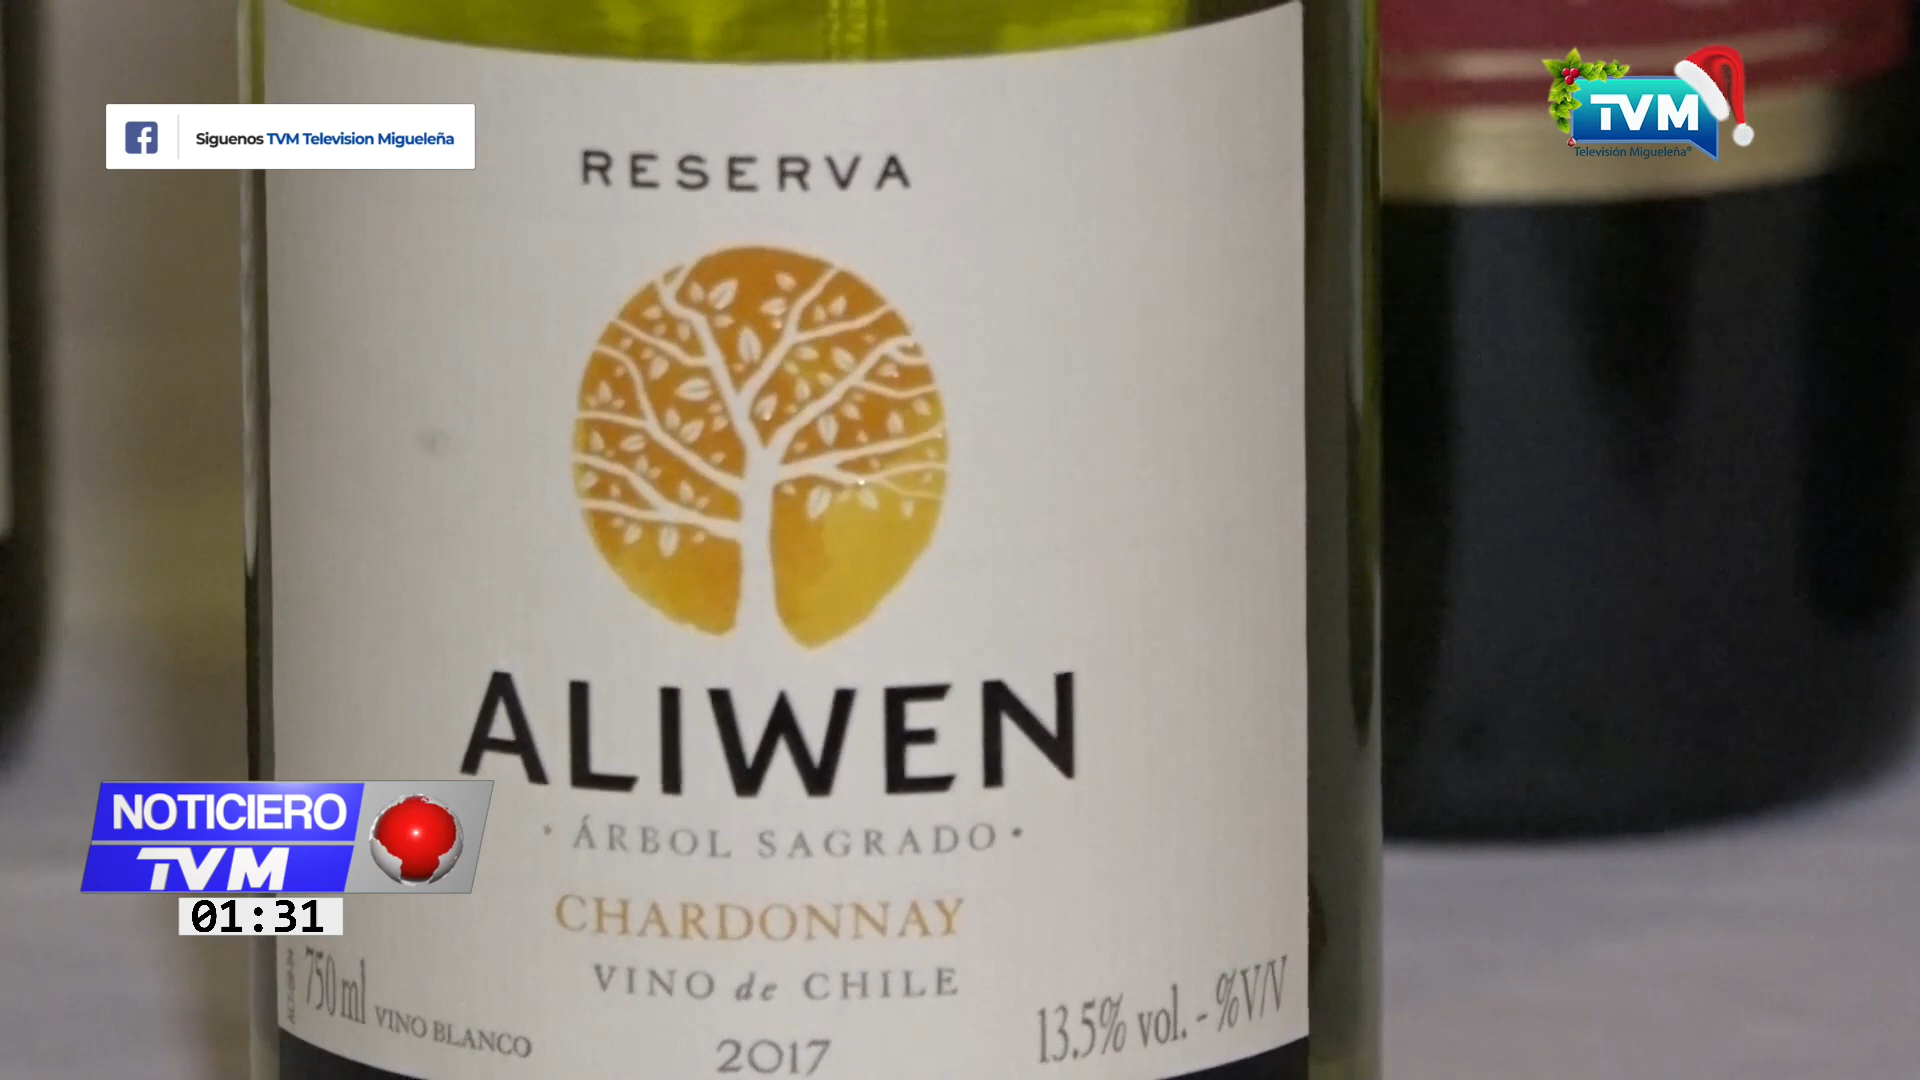 Siguenos TVM Television Migueleña
TVM
Televisión Migueleña®
RESERVA
ALIWEN
· ÁRBOL SAGRADO ·
CHARDONNAY
VINO de CHILE
750 ml VINO BLANCO
13.5% vol. - %V/V
2017
NOTICIERO
TVM
01:31